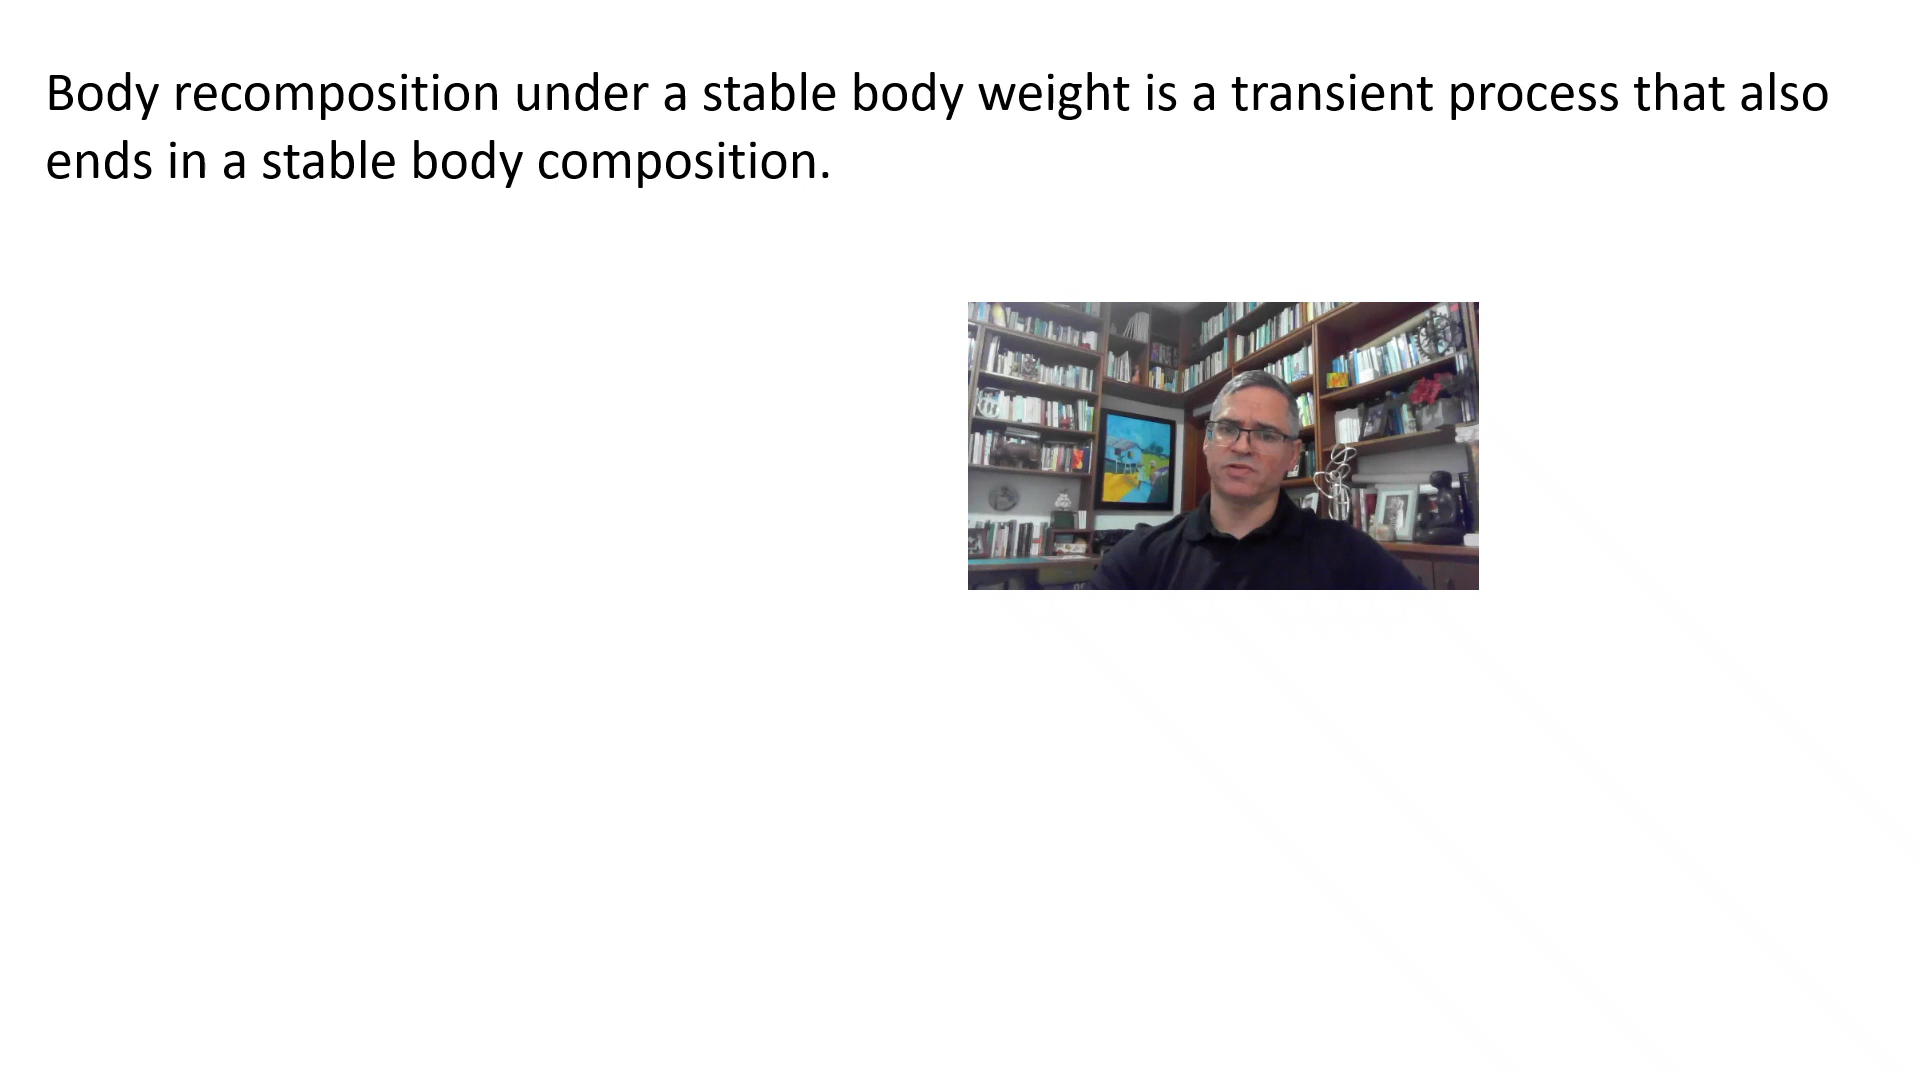 Body recomposition under a stable body weight is a transient process that also
ends in a stable body composition.